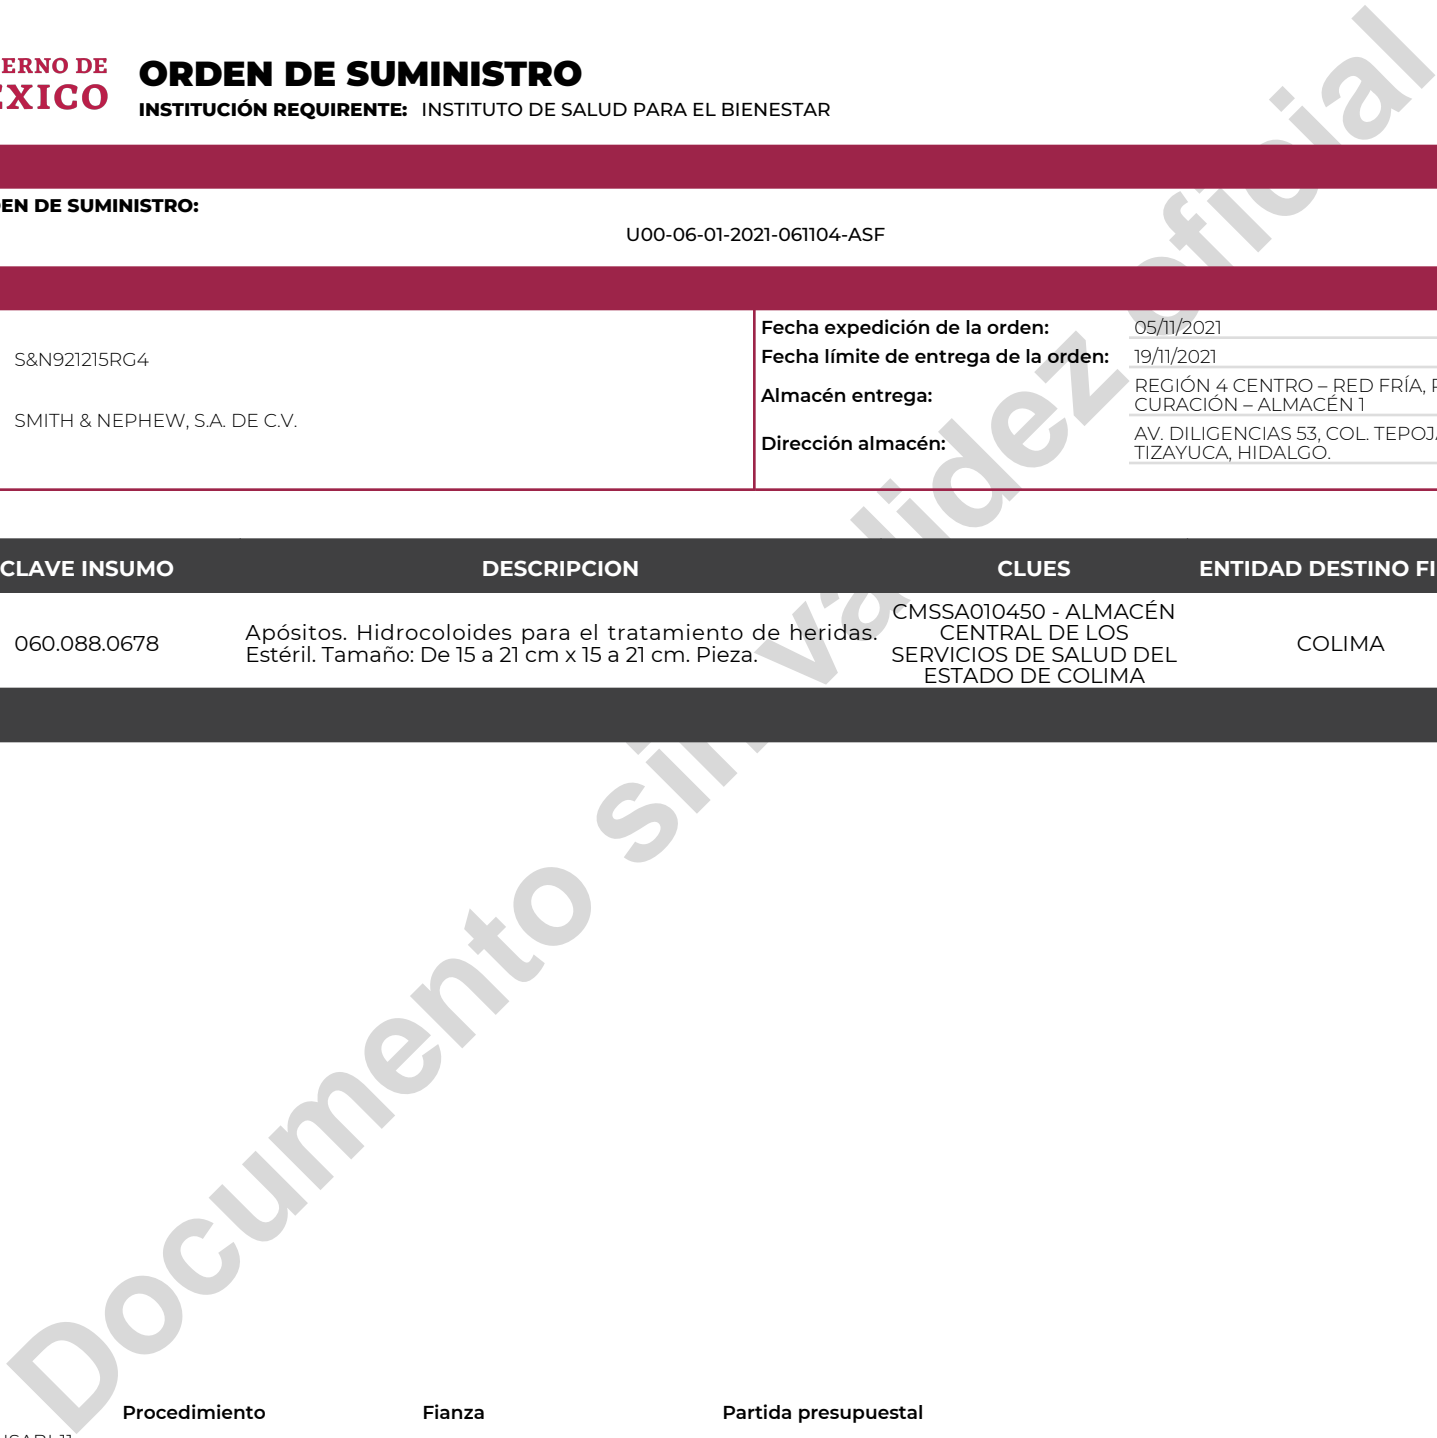 ERNO DE
EXICO
ORDEN DE SUMINISTRO
INSTITUCIÓN REQUIRENTE: INSTITUTO DE SALUD PARA EL BIENESTAR
EN DE SUMINISTRO:
U00-06-01-2021-061104-ASF
S&N921215RG4
SMITH & NEPHEW, S.A. DE C.V.
Fecha expedición de la orden: 05/11/2021
Fecha límite de entrega de la orden: 19/11/2021
Almacén entrega: REGIÓN 4 CENTRO – RED FRÍA,
CURACIÓN – ALMACÉN 1
Dirección almacén: AV. DILIGENCIAS 53, COL. TEPOJA
TIZAYUCA, HIDALGO.
CLAVE INSUMO DESCRIPCION CLUES ENTIDAD DESTINO FI
060.088.0678
Apósitos. Hidrocoloides para el tratamiento de heridas.
Estéril. Tamaño: De 15 a 21 cm x 15 a 21 cm. Pieza.
CMSSA010450 - ALMACÉN
CENTRAL DE LOS
SERVICIOS DE SALUD DEL
ESTADO DE COLIMA
COLIMA
Documento sin validez oficial
Procedimiento Fianza Partida presupuestal